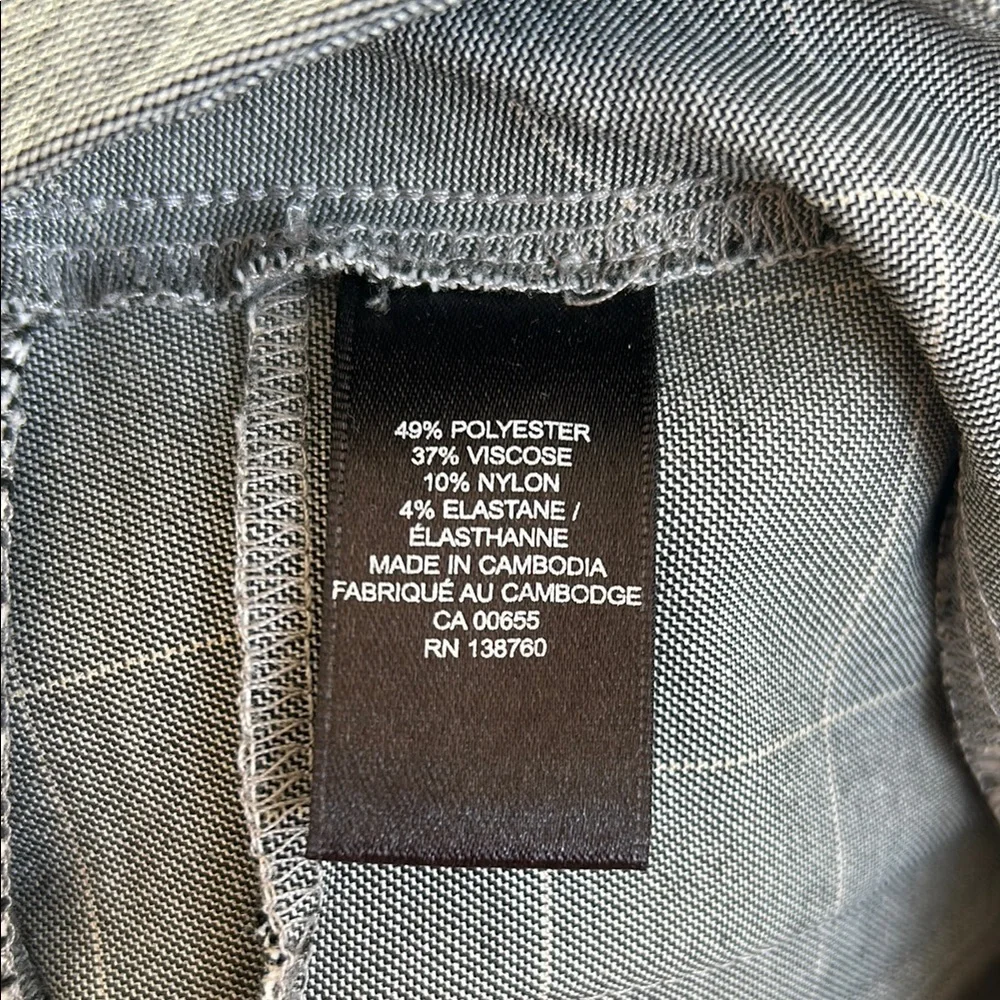 49% POLYESTER
37% VISCOSE
10% NYLON
4% ELASTANE /
ÉLASTHANNE
MADE IN CAMBODIA
FABRIQUÉ AU CAMBODGE
CA 00655
RN 138760